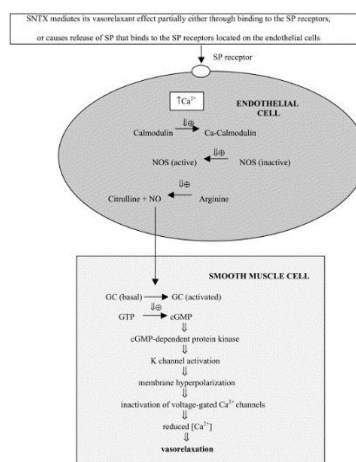 SNTX mediates its vasorelaxant effect partially either through binding to the SP receptors,
or causes release of SP that binds to the SP receptors located on the endothelial cells
SP receptor
↑Ca²⁺
ENDOTHELIAL
CELL
⇓⊕
Calmodulin → Ca-Calmodulin
⇓⊕
NOS (active) ← NOS (inactive)
⇓⊕
Citrulline + NO ← Arginine
SMOOTH MUSCLE CELL
GC (basal) → GC (activated)
⇓⊕
GTP → cGMP
⇓
cGMP-dependent protein kinase
⇓
K channel activation
⇓
membrane hyperpolarization
⇓
inactivation of voltage-gated Ca²⁺ channels
⇓
reduced [Ca²⁺]
⇓
vasorelaxation